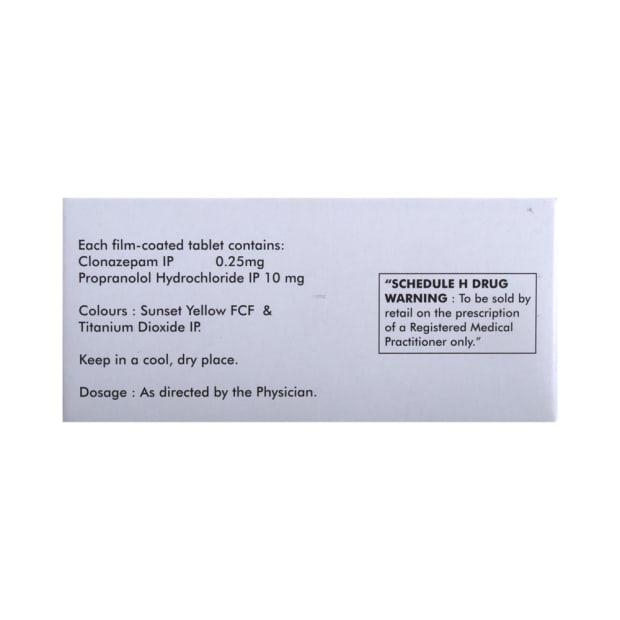 Each film-coated tablet contains:
Clonazepam IP 0.25mg
Propranolol Hydrochloride IP 10 mg
Colours : Sunset Yellow FCF &
Titanium Dioxide IP.
Keep in a cool, dry place.
Dosage : As directed by the Physician.
“SCHEDULE H DRUG
WARNING : To be sold by
retail on the prescription
of a Registered Medical
Practitioner only.”